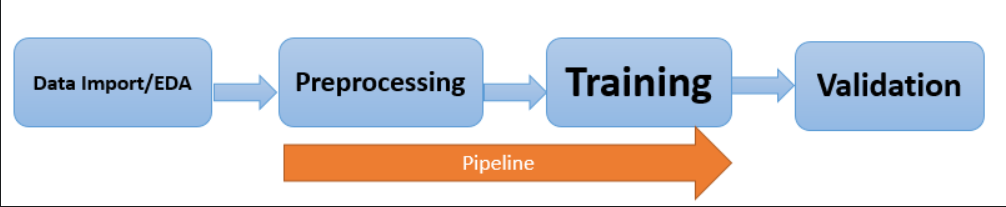 Data Import/EDA
Preprocessing
Training
Validation
Pipeline